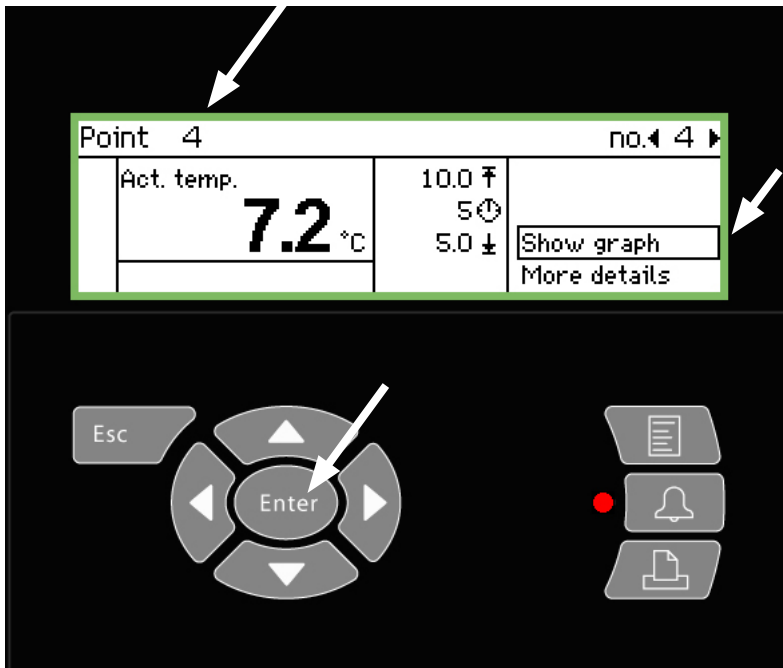 Point 4 no. 4
Act. temp.
7.2 °C
10.0
5
5.0
Show graph
More details
Esc
Enter